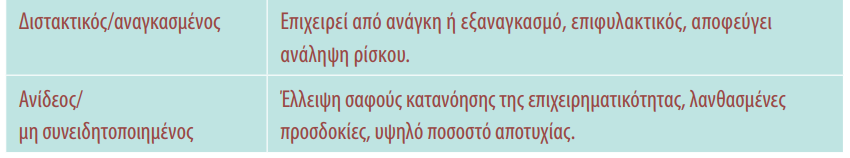 Διστακτικός/αναγκασμένος
Επιχειρεί από ανάγκη ή εξαναγκασμό, επιφυλακτικός, αποφεύγει
ανάληψη ρίσκου.
Ανίδεος/
μη συνειδητοποιημένος
Έλλειψη σαφούς κατανόησης της επιχειρηματικότητας, λανθασμένες
προσδοκίες, υψηλό ποσοστό αποτυχίας.